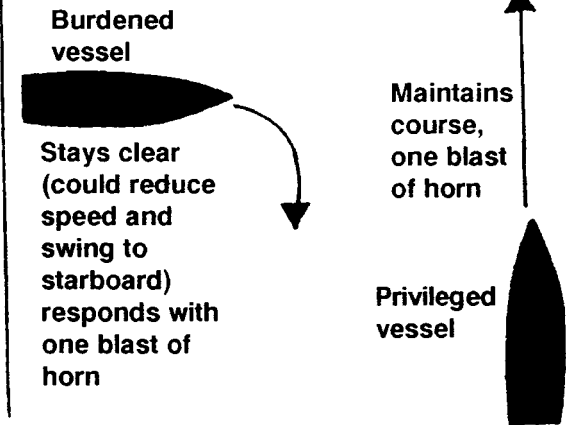 Burdened
vessel
Stays clear
(could reduce
speed and
swing to
starboard)
responds with
one blast of
horn
Maintains
course,
one blast
of horn
Privileged
vessel